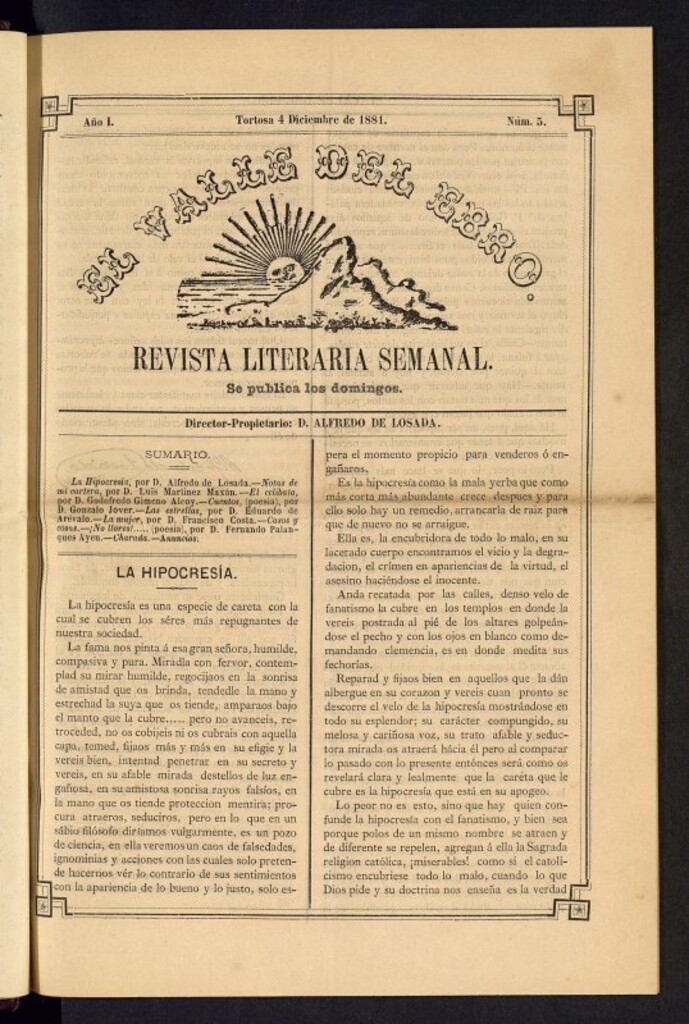 Año I.
Tortosa 4 Diciembre de 1881.
Núm. 5.
EL VALLE DEL EBRO.
REVISTA LITERARIA SEMANAL.
Se publica los domingos.
Director-Propietario: D. ALFREDO DE LOSADA.
SUMARIO.
La Hipocresía, por D. Alfredo de Losada.—Notas de
mi cartera, por D. Luis Martinez Maxán.—El celibato,
por D. Godofredo Gimeno Alcoy.—Cuentos, (poesía), por
D. Gonzalo Jover.—Las estrellas, por D. Eduardo de
Arévalo.—La mujer, por D. Francisco Costa.—Casos y
cosas.—¡No llores!..... (poesia), por D. Fernando Palan-
ques Ayen.—Charada.—Anuncios.
LA HIPOCRESÍA.
La hipocresía es una especie de careta con la
cual se cubren los séres más repugnantes de
nuestra sociedad.
La fama nos pinta á esa gran señora, humilde,
compasiva y pura. Miradla con fervor, contem-
plad su mirar humilde, regocijaos en la sonrisa
de amistad que os brinda, tendedle la mano y
estrechad la suya que os tiende, amparaos bajo
el manto que la cubre..... pero no avanceis, re-
troceded, no os cobijeis ni os cubrais con aquella
capa, temed, fijaos más y más en su efigie y la
vereis bien, intentad penetrar en su secreto y
vereis, en su afable mirada destellos de luz en-
gañosa, en su amistosa sonrisa rayos falsíos, en
la mano que os tiende proteccion mentira; pro-
cura atraeros, seduciros, pero en lo que en un
sábio filósofo diríamos vulgarmente, es un pozo
de ciencia, en ella veremos un caos de falsedades,
ignominias y acciones con las cuales solo preten-
de hacernos vér lo contrario de sus sentimientos
con la apariencia de lo bueno y lo justo, solo es-
pera el momento propicio para venderos ó en-
gañaros.
Es la hipocresía como la mala yerba que como
más corta más abundante crece despues y para
ello solo hay un remedio, arrancarla de raiz para
que de nuevo no se arraigue.
Ella es, la encubridora de todo lo malo, en su
lacerado cuerpo encontramos el vicio y la degra-
dacion, el crímen en apariencias de la virtud, el
asesino haciéndose el inocente.
Anda recatada por las calles, denso velo de
fanatismo la cubre en los templos en donde la
vereis postrada al pié de los altares golpeán-
dose el pecho y con los ojos en blanco como de-
mandando clemencia, es en donde medita sus
fechorías.
Reparad y fijaos bien en aquellos que la dán
albergue en su corazon y vereis cuan pronto se
descorre el velo de la hipocresía mostrándose en
todo su esplendor; su carácter compungido, su
melosa y cariñosa voz, su trato afable y seduc-
tora mirada os atraerá hácia él pero al comparar
lo pasado con lo presente entónces será como os
revelará clara y lealmente que la careta que le
cubre es la hipocresía que está en su apogeo.
Lo peor no es esto, sino que hay quien con-
funde la hipocresía con el fanatismo, y bien sea
porque polos de un mismo nombre se atraen y
de diferente se repelen, agregan á ella la Sagrada
religion católica, ¡miserables! como si el catoli-
cismo encubriese todo lo malo, cuando lo que
Dios pide y su doctrina nos enseña es la verdad